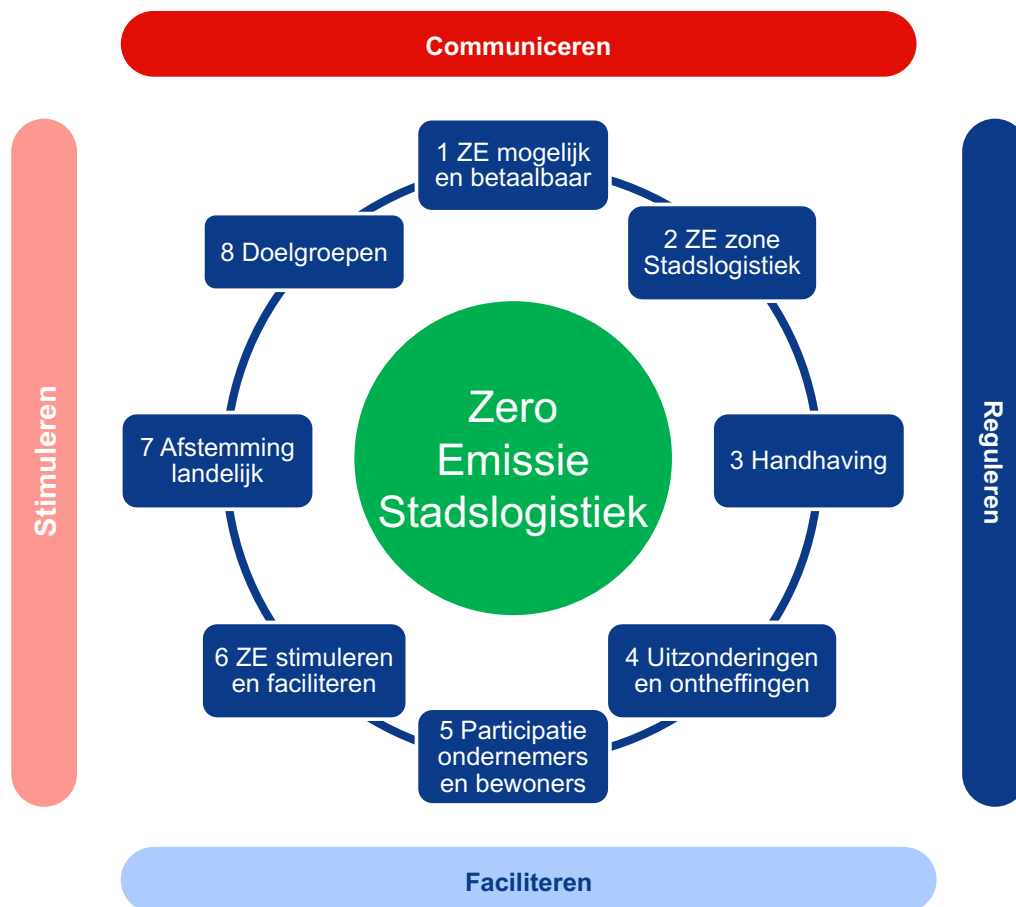 Communiceren
1 ZE mogelijk
en betaalbaar
2 ZE zone
Stadslogistiek
3 Handhaving
4 Uitzonderingen
en ontheffingen
5 Participatie
ondernemers
en bewoners
6 ZE stimuleren
en faciliteren
7 Afstemming
landelijk
8 Doelgroepen
Zero
Emissie
Stadslogistiek
Stimuleren
Reguleren
Faciliteren